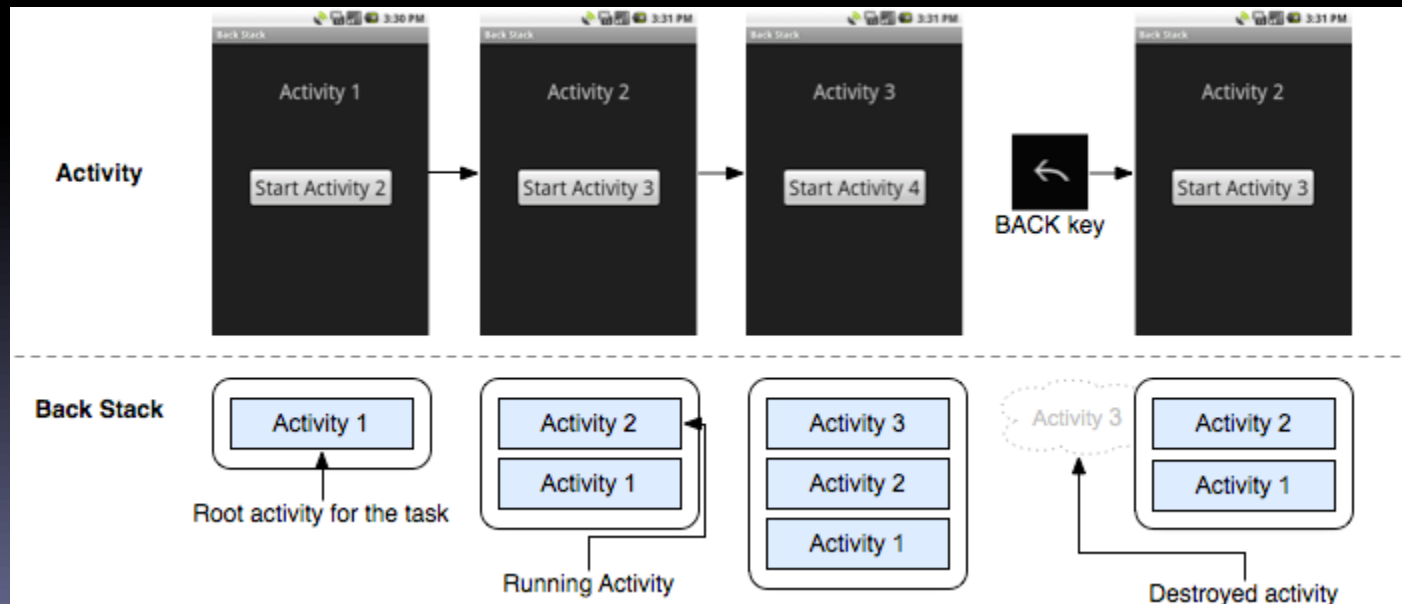 3:30 PM
Back Stack
Activity 1
Start Activity 2
3:31 PM
Back Stack
Activity 2
Start Activity 3
3:31 PM
Back Stack
Activity 3
Start Activity 4
BACK key
3:31 PM
Back Stack
Activity 2
Start Activity 3
Activity
Back Stack
Activity 1
Root activity for the task
Activity 2
Activity 1
Running Activity
Activity 3
Activity 2
Activity 1
Activity 3
Activity 2
Activity 1
Destroyed activity